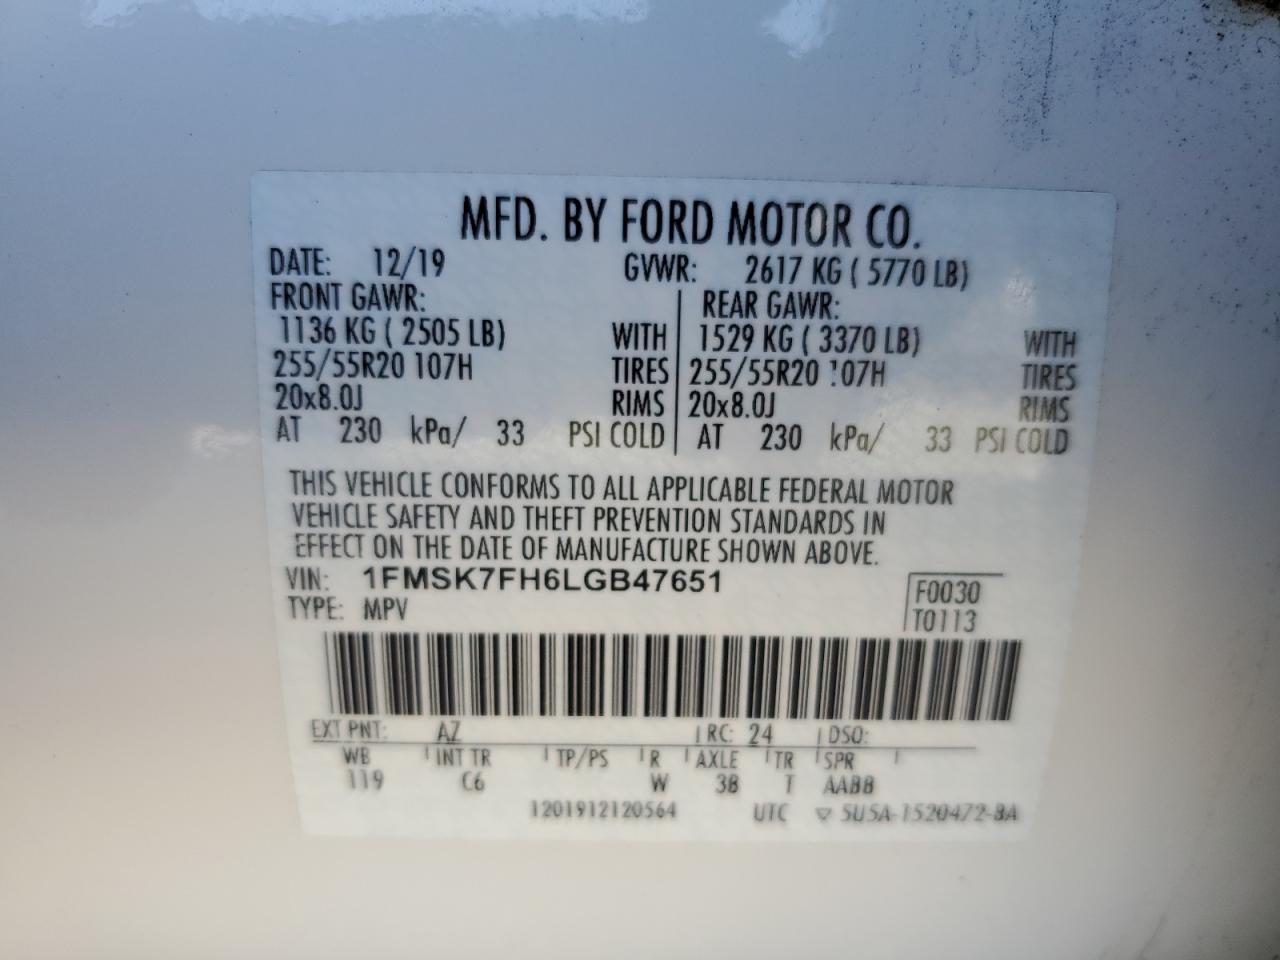 MFD. BY FORD MOTOR CO.
DATE: 12/19 GVWR: 2617 KG ( 5770 LB)
FRONT GAWR: REAR GAWR:
1136 KG ( 2505 LB) WITH 1529 KG ( 3370 LB) WITH
255/55R20 107H TIRES 255/55R20 107H TIRES
20x8.0J RIMS 20x8.0J RIMS
AT 230 kPa/ 33 PSI COLD AT 230 kPa/ 33 PSI COLD
THIS VEHICLE CONFORMS TO ALL APPLICABLE FEDERAL MOTOR
VEHICLE SAFETY AND THEFT PREVENTION STANDARDS IN
EFFECT ON THE DATE OF MANUFACTURE SHOWN ABOVE.
VIN: 1FMSK7FH6LGB47651 F0030
TYPE: MPV T0113
EXT PNT: AZ RC: 24 DSO:
WB INT TR TP/PS R AXLE TR SPR
119 C6 W 3B T AABB
1201912120564 UTC ▽ 5U5A-1520472-BA